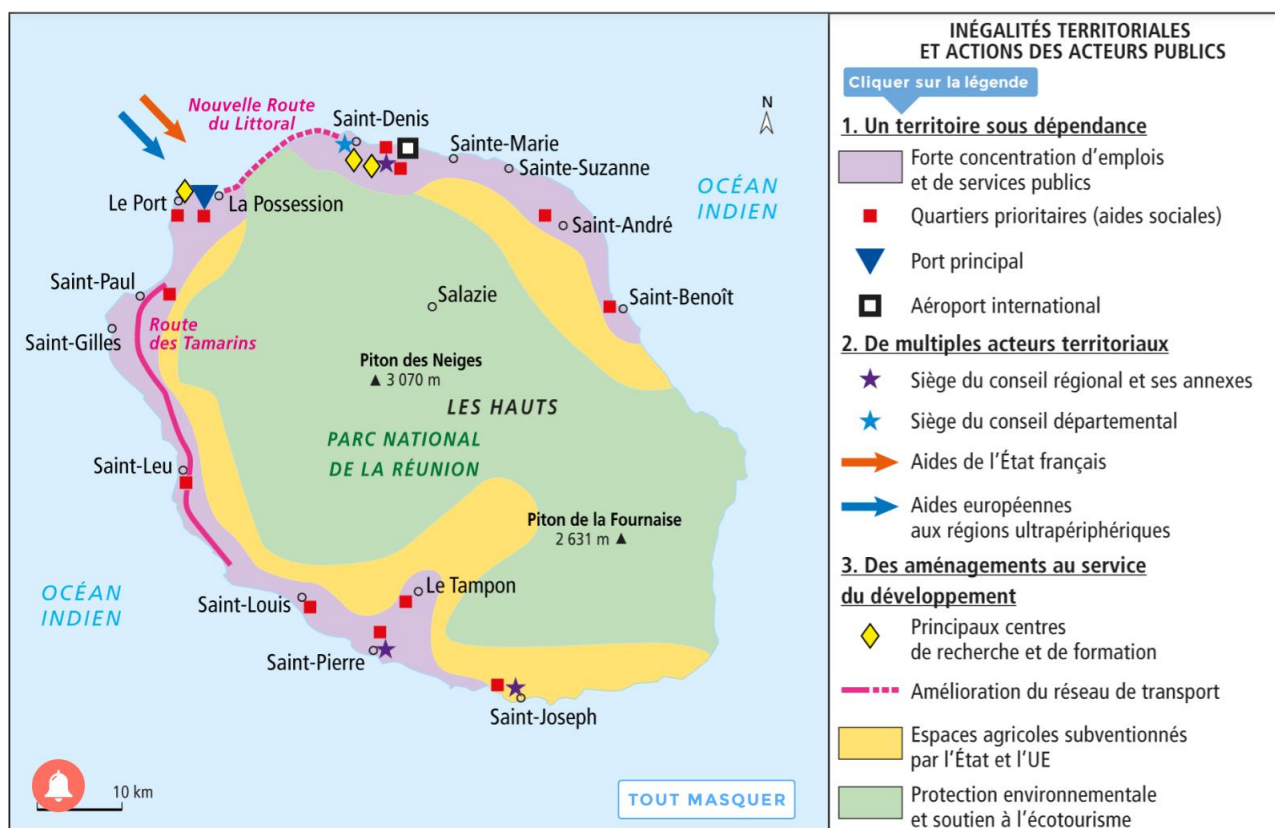 Nouvelle Route
du Littoral
Saint-Denis
N
Sainte-Marie
Sainte-Suzanne
OCÉAN
INDIEN
Le Port
La Possession
Saint-André
Saint-Paul
Salazie
Saint-Benoît
Saint-Gilles
Route
des Tamarins
Piton des Neiges
3 070 m
LES HAUTS
PARC NATIONAL
DE LA RÉUNION
Saint-Leu
Piton de la Fournaise
2 631 m
OCÉAN
INDIEN
Le Tampon
Saint-Louis
Saint-Pierre
Saint-Joseph
10 km
TOUT MASQUER
INÉGALITÉS TERRITORIALES
ET ACTIONS DES ACTEURS PUBLICS
Cliquer sur la légende
1. Un territoire sous dépendance
Forte concentration d'emplois
et de services publics
Quartiers prioritaires (aides sociales)
Port principal
Aéroport international
2. De multiples acteurs territoriaux
Siège du conseil régional et ses annexes
Siège du conseil départemental
Aides de l'État français
Aides européennes
aux régions ultrapériphériques
3. Des aménagements au service
du développement
Principaux centres
de recherche et de formation
Amélioration du réseau de transport
Espaces agricoles subventionnés
par l'État et l'UE
Protection environnementale
et soutien à l'écotourisme